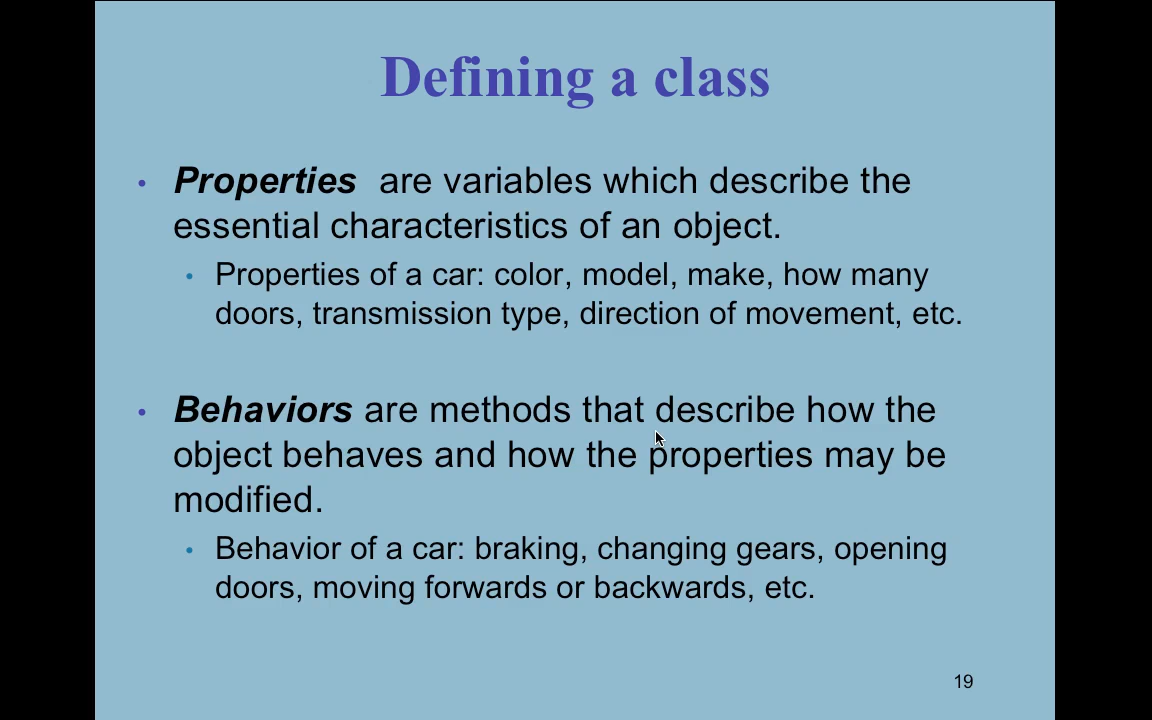 Defining a class
• Properties are variables which describe the
essential characteristics of an object.
• Properties of a car: color, model, make, how many
doors, transmission type, direction of movement, etc.
• Behaviors are methods that describe how the
object behaves and how the properties may be
modified.
• Behavior of a car: braking, changing gears, opening
doors, moving forwards or backwards, etc.
19